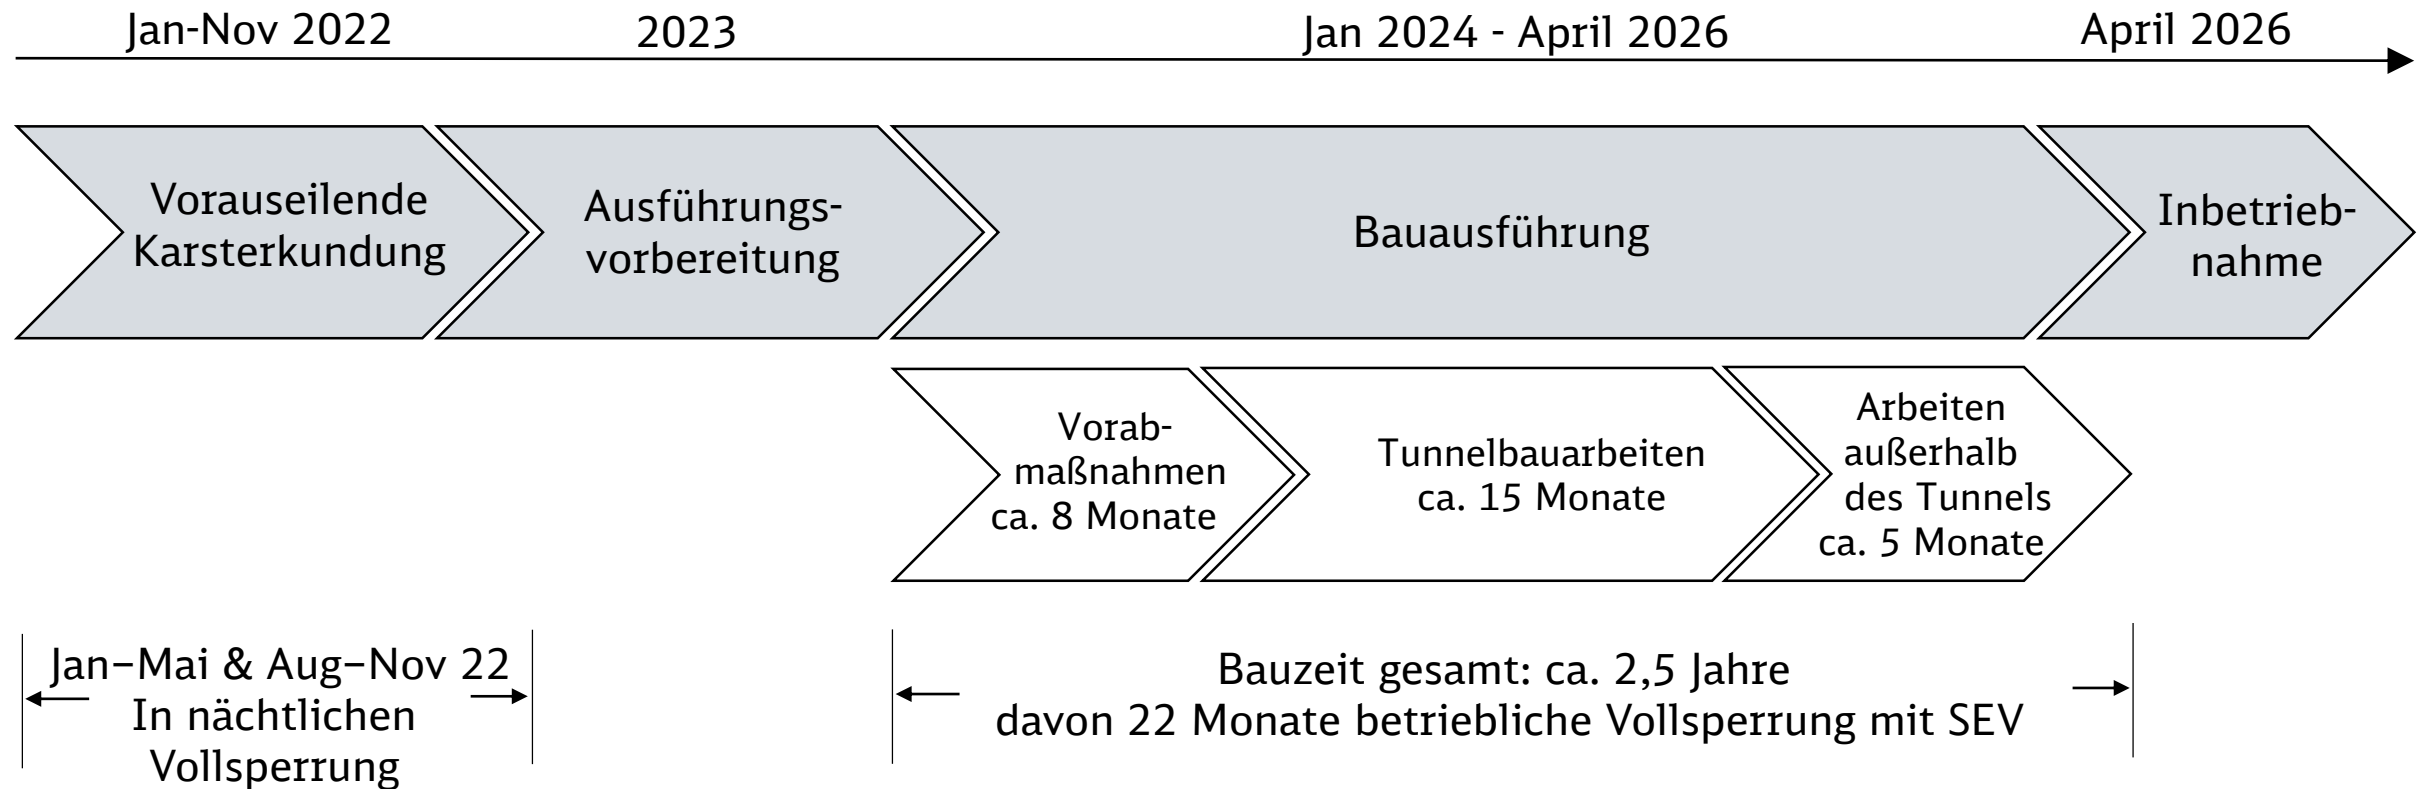 Jan-Nov 2022
2023
Jan 2024 - April 2026
April 2026
Vorauseilende
Karsterkundung
Ausführungs-
vorbereitung
Bauausführung
Inbetrieb-
nahme
Vorab-
maßnahmen
ca. 8 Monate
Tunnelbauarbeiten
ca. 15 Monate
Arbeiten
außerhalb
des Tunnels
ca. 5 Monate
Jan–Mai & Aug–Nov 22
In nächtlichen
Vollsperrung
Bauzeit gesamt: ca. 2,5 Jahre
davon 22 Monate betriebliche Vollsperrung mit SEV